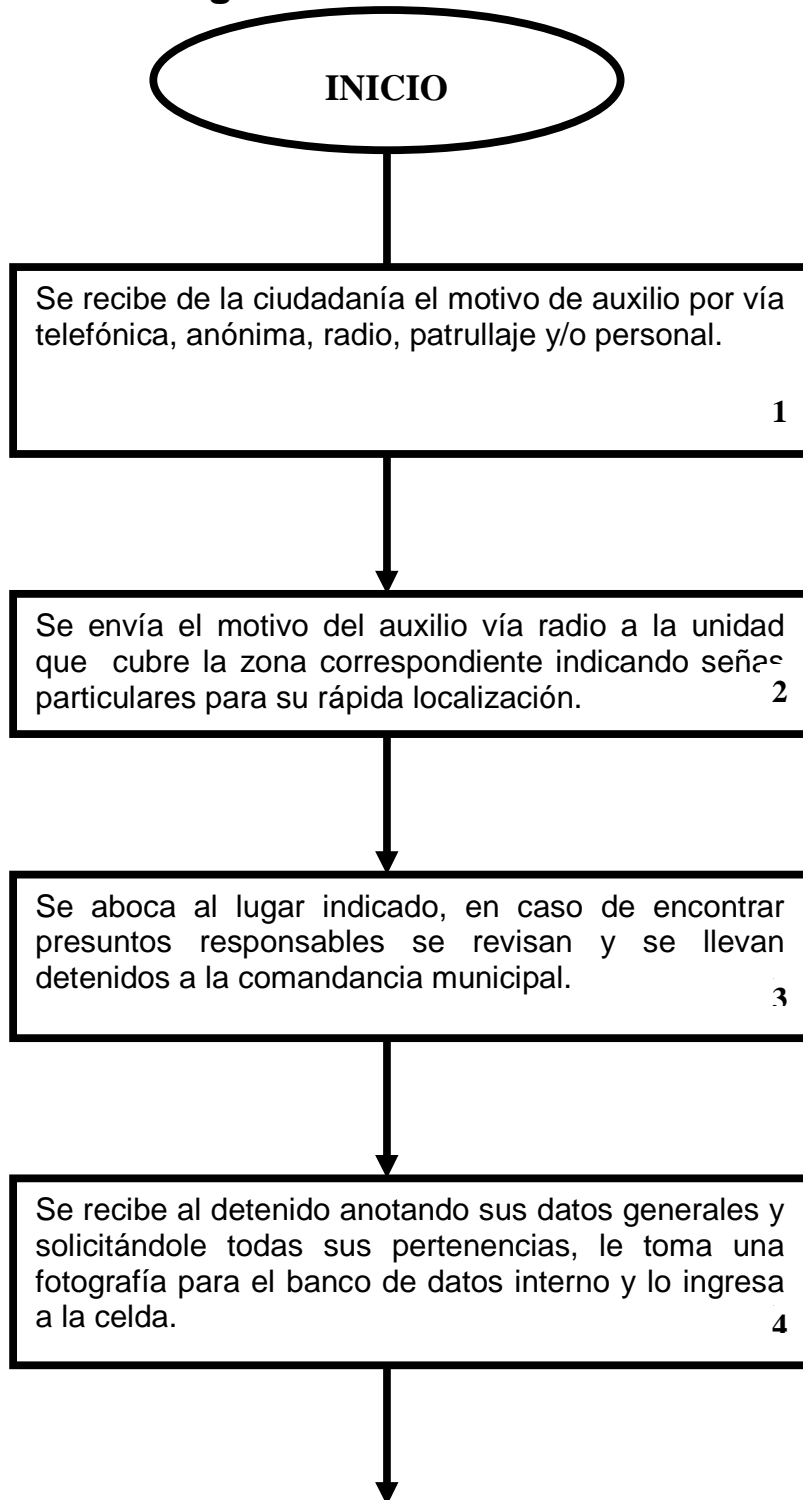 INICIO
Se recibe de la ciudadanía el motivo de auxilio por vía
telefónica, anónima, radio, patrullaje y/o personal.
1
Se envía el motivo del auxilio vía radio a la unidad
que cubre la zona correspondiente indicando señas
particulares para su rápida localización.
2
Se aboca al lugar indicado, en caso de encontrar
presuntos responsables se revisan y se llevan
detenidos a la comandancia municipal.
3
Se recibe al detenido anotando sus datos generales y
solicitándole todas sus pertenencias, le toma una
fotografía para el banco de datos interno y lo ingresa
a la celda.
4